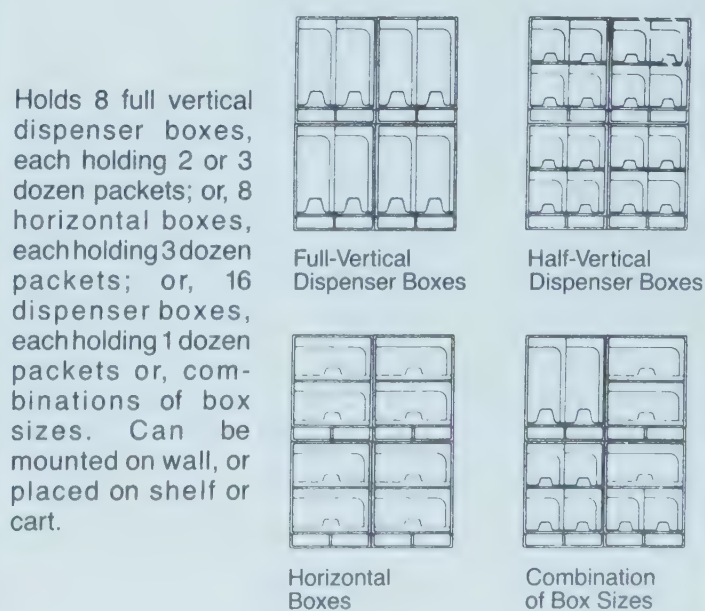 Holds 8 full vertical
dispenser boxes,
each holding 2 or 3
dozen packets; or, 8
horizontal boxes,
each holding 3 dozen
packets; or, 16
dispenser boxes,
each holding 1 dozen
packets or, com-
binations of box
sizes. Can be
mounted on wall, or
placed on shelf or
cart.
Full-Vertical
Dispenser Boxes
Half-Vertical
Dispenser Boxes
Horizontal
Boxes
Combination
of Box Sizes